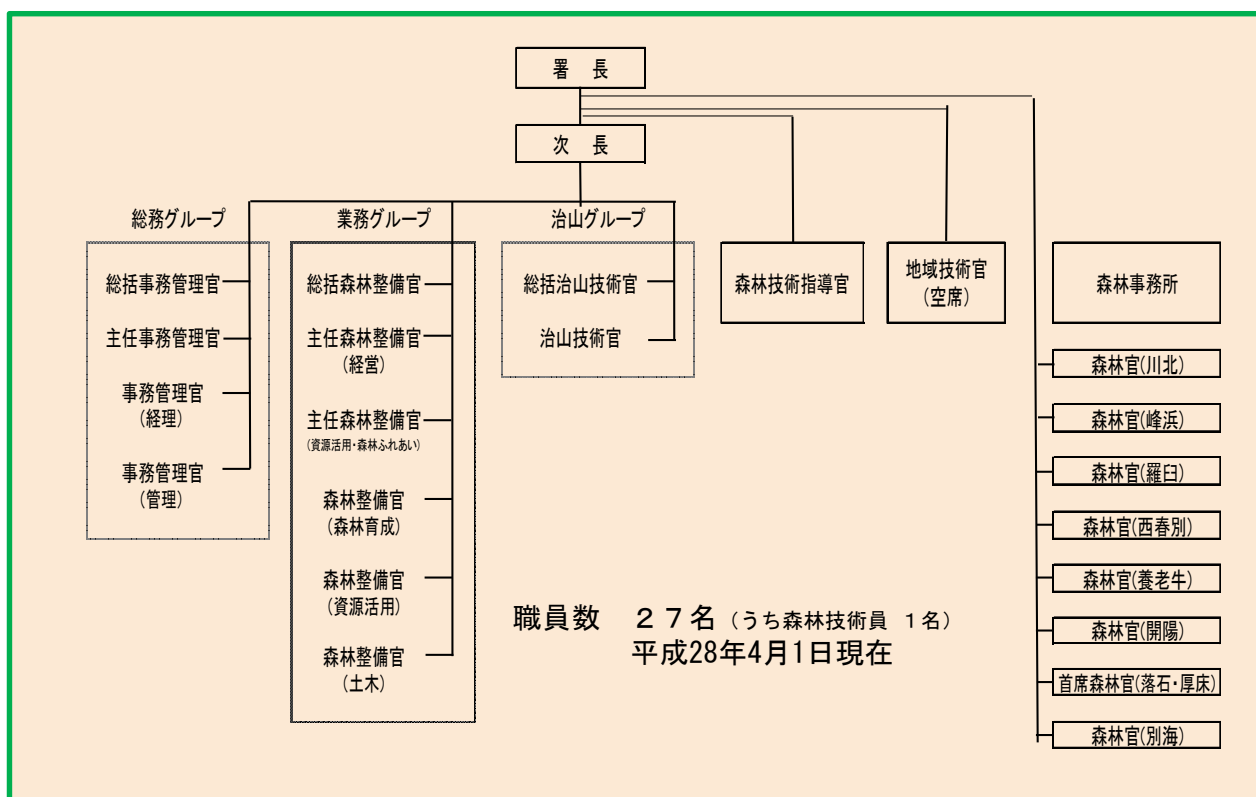 署　長
次　長
総務グループ
総括事務管理官
主任事務管理官
事務管理官
(経理)
事務管理官
(管理)
業務グループ
総括森林整備官
主任森林整備官
(経営)
主任森林整備官
(資源活用・森林ふれあい)
森林整備官
(森林育成)
森林整備官
(資源活用)
森林整備官
(土木)
治山グループ
総括治山技術官
治山技術官
森林技術指導官
地域技術官
(空席)
森林事務所
森林官(川北)
森林官(峰浜)
森林官(羅臼)
森林官(西春別)
森林官(養老牛)
森林官(開陽)
首席森林官(落石・厚床)
森林官(別海)
職員数　２７名（うち森林技術員　１名）
平成28年4月1日現在